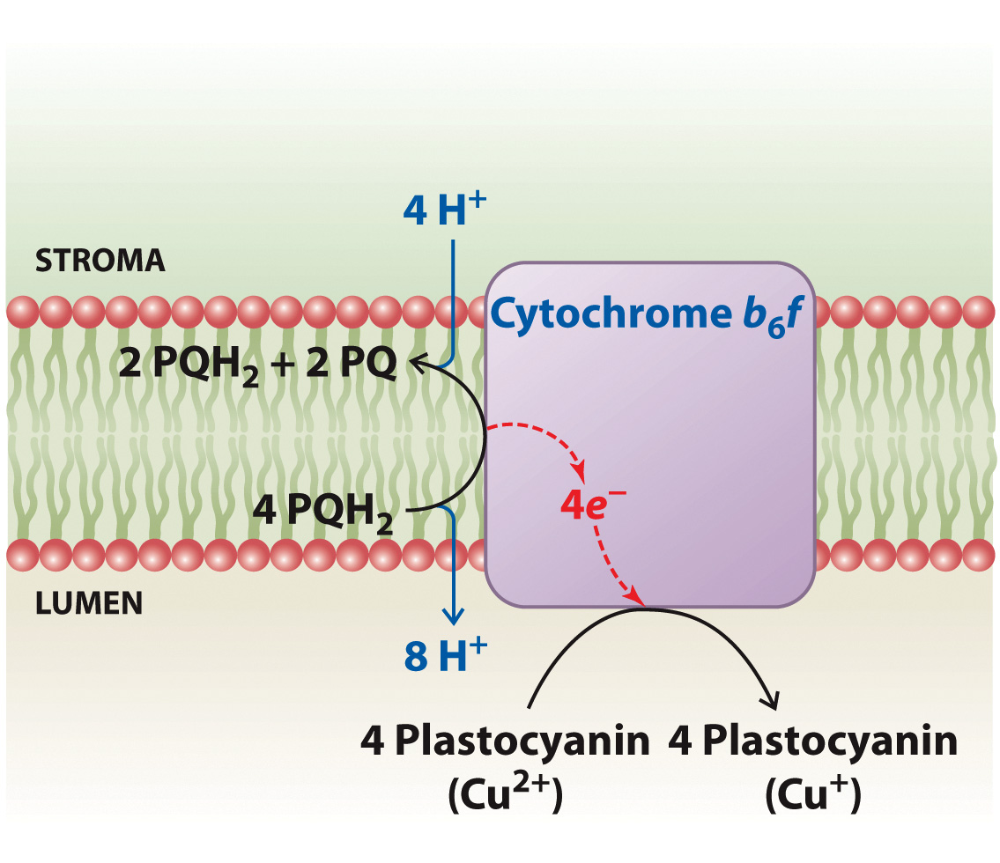 4 H⁺
STROMA
Cytochrome b₆f
2 PQH₂ + 2 PQ
4e⁻
4 PQH₂
LUMEN
8 H⁺
4 Plastocyanin 4 Plastocyanin
(Cu²⁺) (Cu⁺)